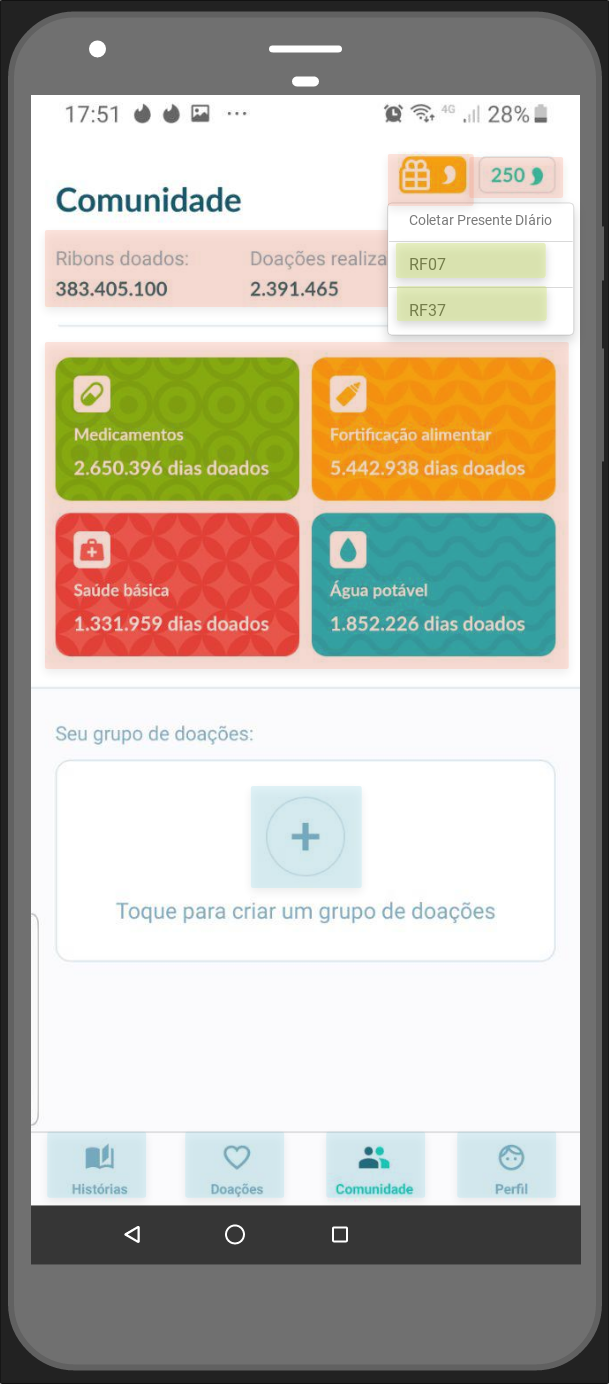 17:51
4G
28%
Comunidade
250
Coletar Presente DIário
RF07
RF37
Ribons doados:
383.405.100
Doações realiza
2.391.465
Medicamentos
2.650.396 dias doados
Fortificação alimentar
5.442.938 dias doados
Saúde básica
1.331.959 dias doados
Água potável
1.852.226 dias doados
Seu grupo de doações:
Toque para criar um grupo de doações
Histórias
Doações
Comunidade
Perfil